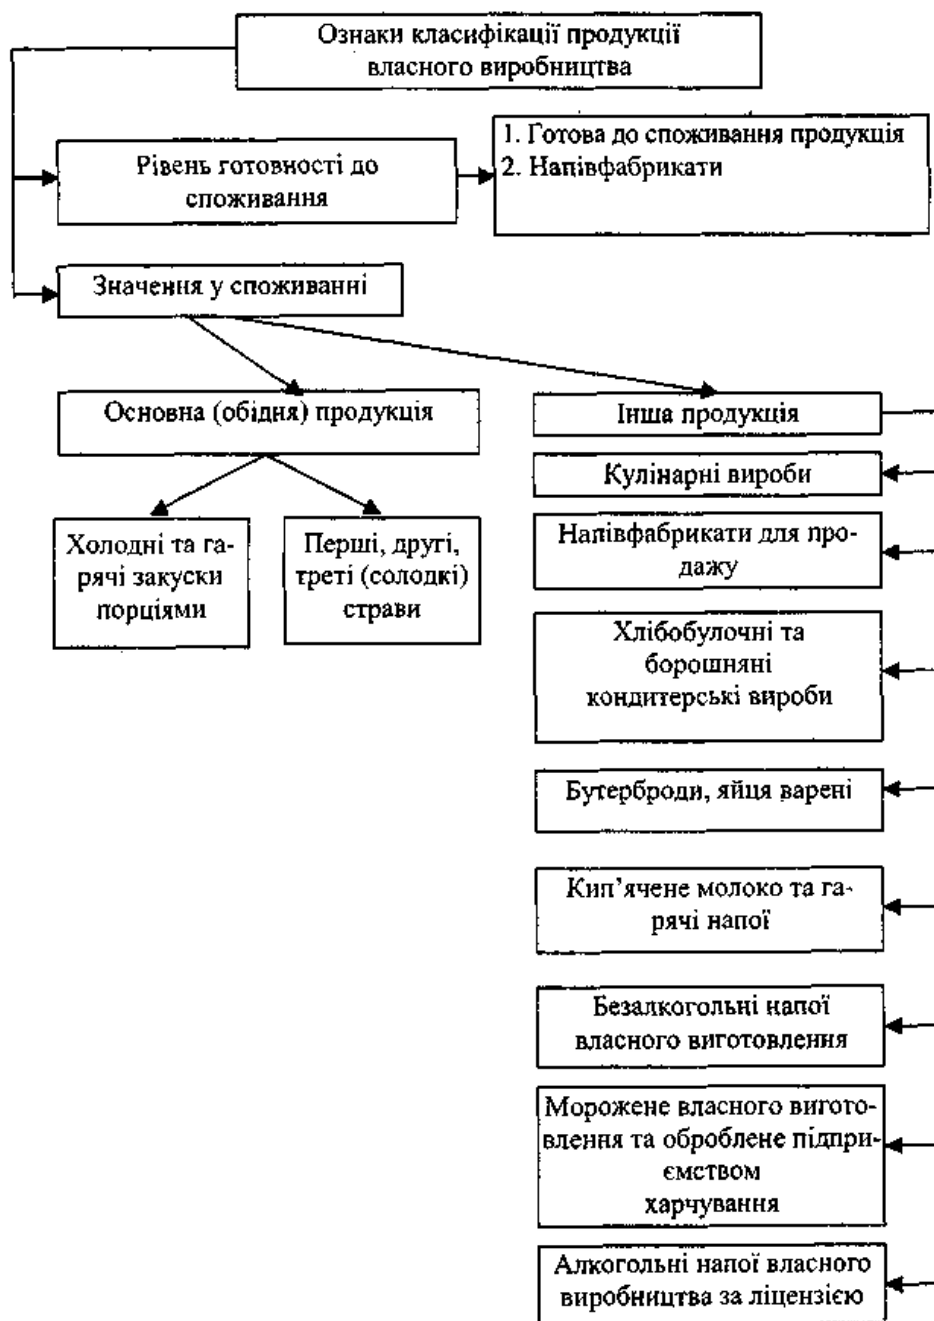 Ознаки класифікації продукції
власного виробництва
Рівень готовності до
споживання
1. Готова до споживання продукція
2. Напівфабрикати
Значення у споживанні
Основна (обідня) продукція
Інша продукція
Холодні та га-
рячі закуски
порціями
Перші, другі,
треті (солодкі)
страви
Кулінарні вироби
Напівфабрикати для про-
дажу
Хлібобулочні та
борошняні
кондитерські вироби
Бутерброди, яйця варені
Кип’ячене молоко та га-
рячі напої
Безалкогольні напої
власного виготовлення
Морожене власного вигото-
влення та оброблене підпри-
ємством
харчування
Алкогольні напої власного
виробництва за ліцензією